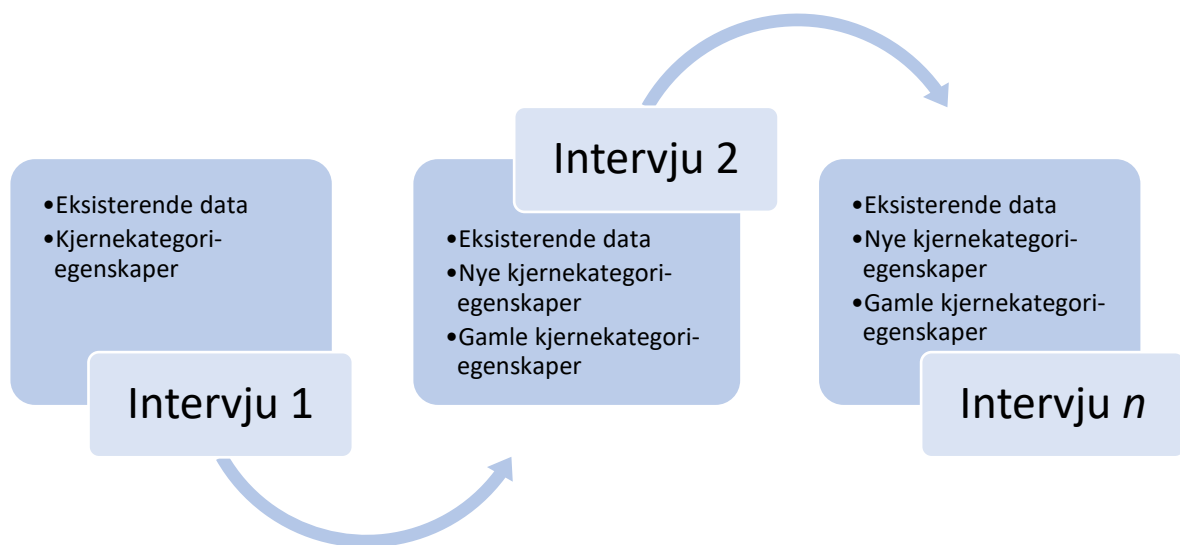 •Eksisterende data
•Kjernekategori-
egenskaper
Intervju 1
Intervju 2
•Eksisterende data
•Nye kjernekategori-
egenskaper
•Gamle kjernekategori-
egenskaper
•Eksisterende data
•Nye kjernekategori-
egenskaper
•Gamle kjernekategori-
egenskaper
Intervju n